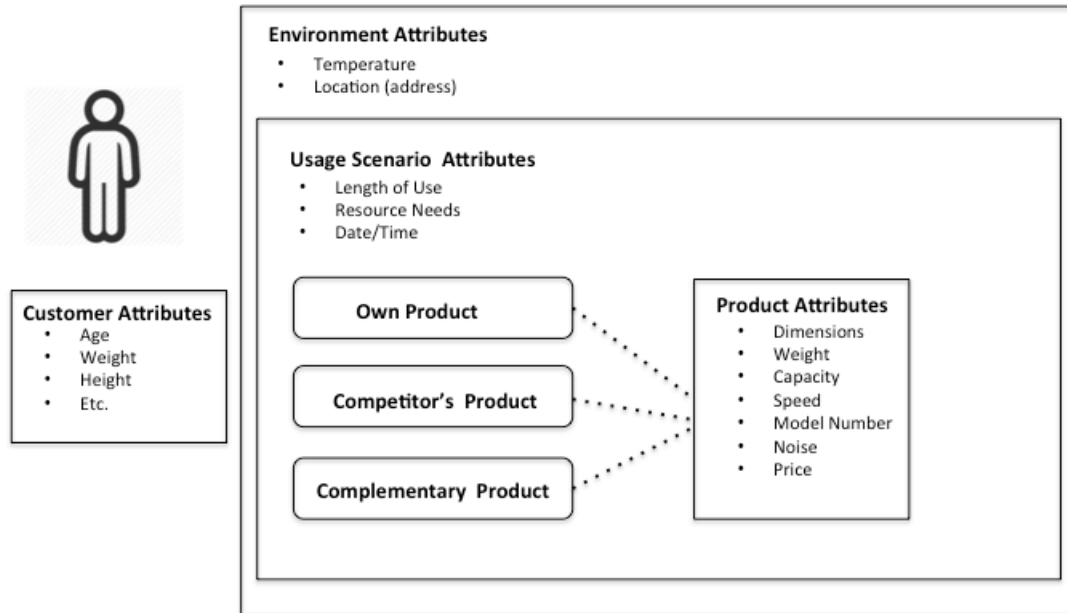 Environment Attributes
• Temperature
• Location (address)
Usage Scenario Attributes
• Length of Use
• Resource Needs
• Date/Time
Customer Attributes
• Age
• Weight
• Height
• Etc.
Own Product
Competitor's Product
Complementary Product
Product Attributes
• Dimensions
• Weight
• Capacity
• Speed
• Model Number
• Noise
• Price